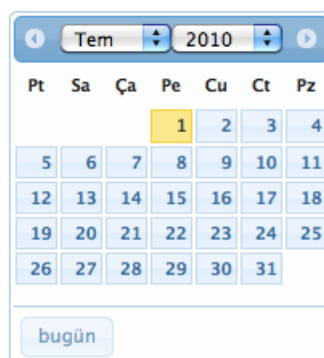 Tem 2010
Pt Sa Ça Pe Cu Ct Pz
1 2 3 4
5 6 7 8 9 10 11
12 13 14 15 16 17 18
19 20 21 22 23 24 25
26 27 28 29 30 31
bugün